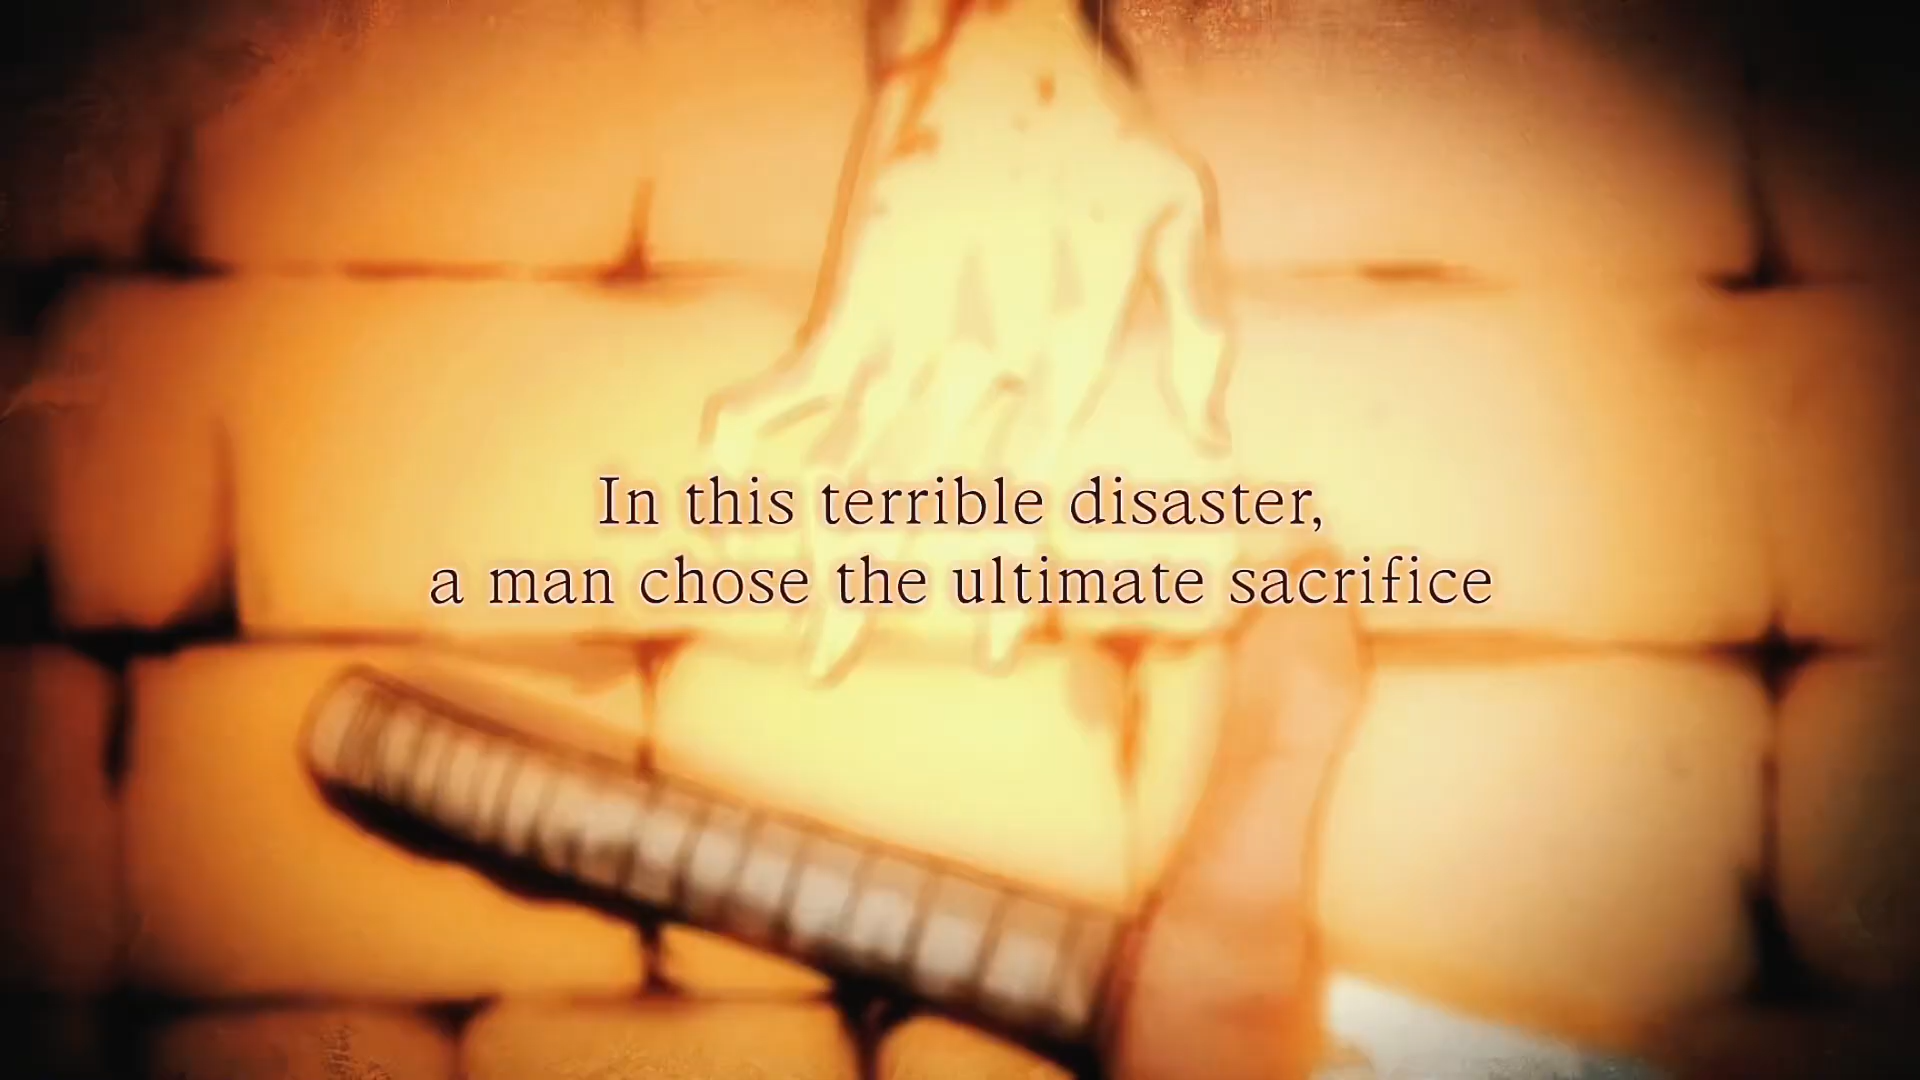 In this terrible disaster,
a man chose the ultimate sacrifice